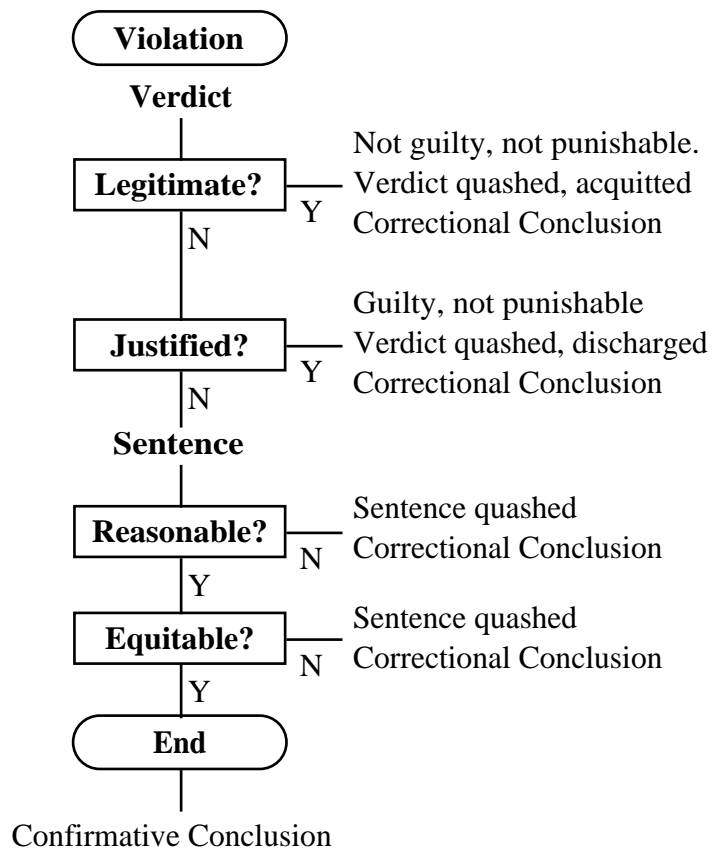 Violation
Verdict
Legitimate?
Y
Not guilty, not punishable.
Verdict quashed, acquitted
Correctional Conclusion
N
Justified?
Y
Guilty, not punishable
Verdict quashed, discharged
Correctional Conclusion
N
Sentence
Reasonable?
N
Sentence quashed
Correctional Conclusion
Y
Equitable?
N
Sentence quashed
Correctional Conclusion
Y
End
Confirmative Conclusion